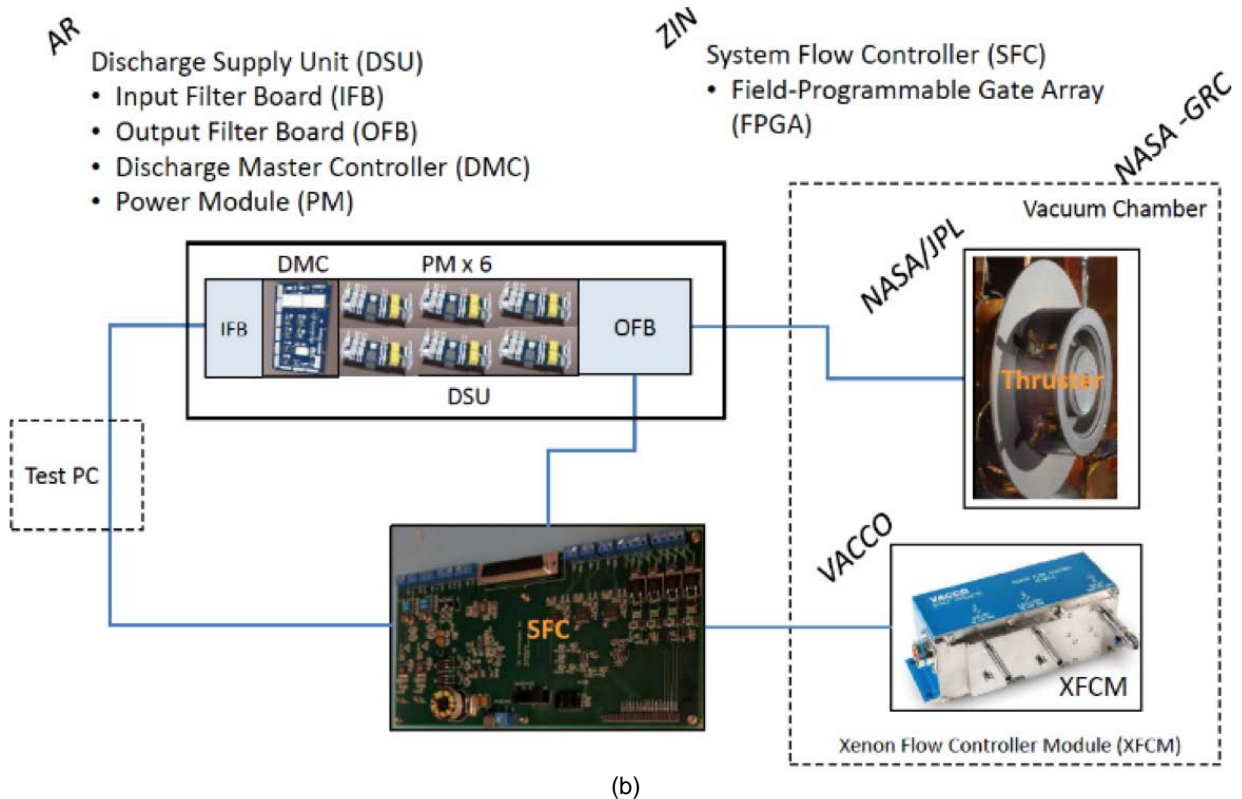 AR
Discharge Supply Unit (DSU)
• Input Filter Board (IFB)
• Output Filter Board (OFB)
• Discharge Master Controller (DMC)
• Power Module (PM)
ZIN
System Flow Controller (SFC)
• Field-Programmable Gate Array
(FPGA)
NASA -GRC
Vacuum Chamber
NASA/JPL
DMC
PM x 6
IFB
OFB
DSU
Thruster
Test PC
VACCO
SFC
VACCO
XFCM
Xenon Flow Controller Module (XFCM)
(b)